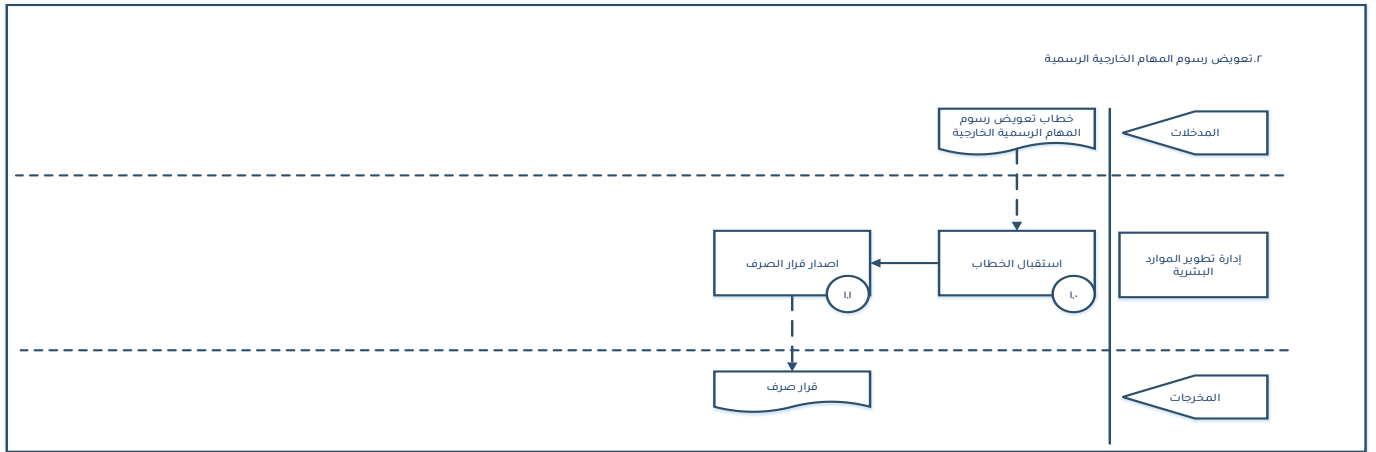 ٢.تعويض رسوم المهام الخارجية الرسمية
المدخلات
خطاب تعويض رسوم
المهام الرسمية الخارجية
إدارة تطوير الموارد
البشرية
استقبال الخطاب
١.٠
اصدار قرار الصرف
١.١
المخرجات
قرار صرف